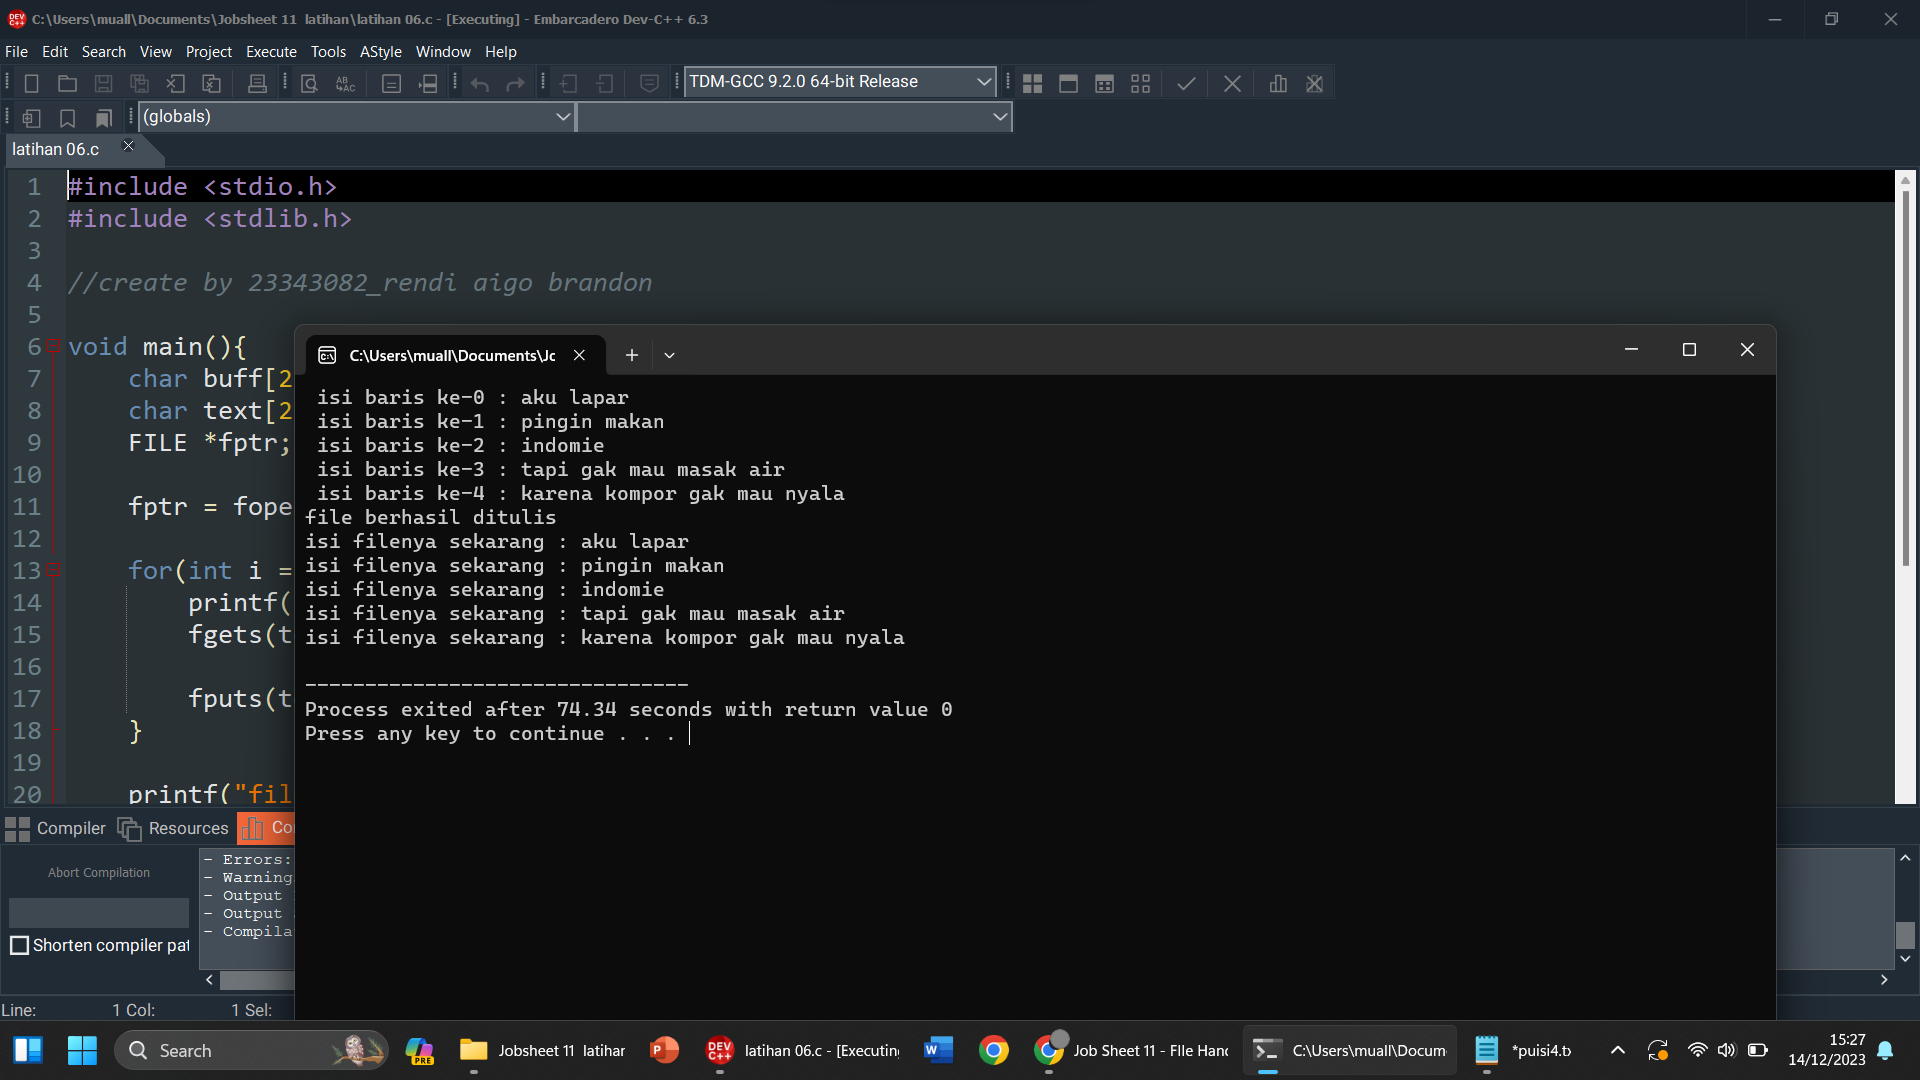 C:\Users\muall\Documents\Jobsheet 11  latihan\latihan 06.c - [Executing] - Embarcadero Dev-C++ 6.3
File Edit Search View Project Execute Tools AStyle Window Help
TDM-GCC 9.2.0 64-bit Release
(globals)
latihan 06.c
1 #include <stdio.h>
2 #include <stdlib.h>
3
4 //create by 23343082_rendi aigo brandon
5
6 void main(){
7 char buff[2
8 char text[2
9 FILE *fptr;
10
11 fptr = fope
12
13 for(int i =
14 printf(
15 fgets(t
16
17 fputs(t
18 }
19
20 printf("fil
C:\Users\muall\Documents\Jc
isi baris ke-0 : aku lapar
isi baris ke-1 : pingin makan
isi baris ke-2 : indomie
isi baris ke-3 : tapi gak mau masak air
isi baris ke-4 : karena kompor gak mau nyala
file berhasil ditulis
isi filenya sekarang : aku lapar
isi filenya sekarang : pingin makan
isi filenya sekarang : indomie
isi filenya sekarang : tapi gak mau masak air
isi filenya sekarang : karena kompor gak mau nyala
--------------------------------
Process exited after 74.34 seconds with return value 0
Press any key to continue . . .
Compiler Resources Co
Abort Compilation
Shorten compiler pat
- Errors:
- Warning
- Output
- Output
- Compila
Line: 1 Col: 1 Sel:
Search
PRE
Jobsheet 11  latihar
DEV C++
latihan 06.c - [Executing
Job Sheet 11 - FIle Hand
C:\Users\muall\Docum
*puisi4.tx
15:27
14/12/2023